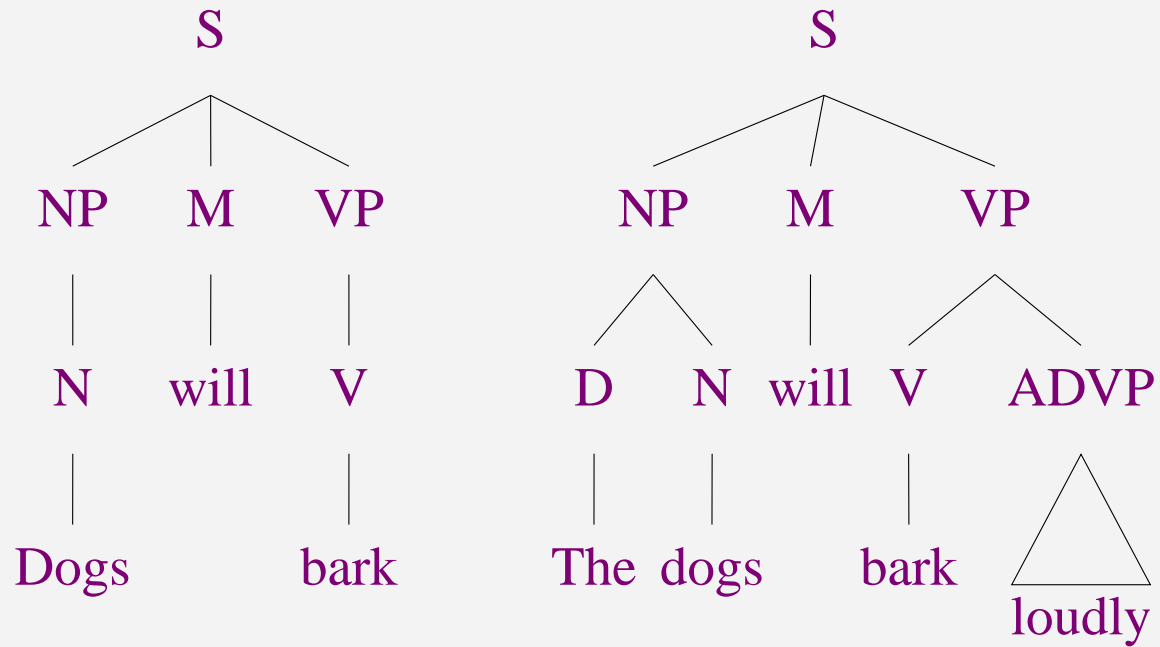 S S
NP M VP NP M VP
N will V D N will V ADVP
Dogs bark The dogs bark
loudly